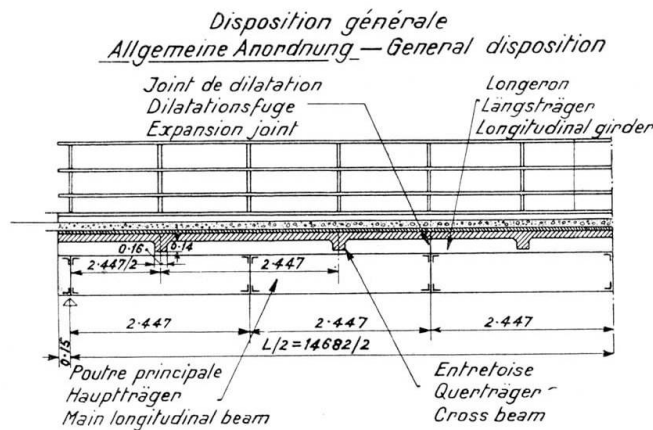 Disposition générale
Allgemeine Anordnung — General disposition
Joint de dilatation
Dilatationsfuge
Expansion joint
Longeron
Längsträger
Longitudinal girder
0.16
0.14
2.447/2
2.447
2.447
2.447
2.447
L/2=14682/2
0.15
Poutre principale
Hauptträger
Main longitudinal beam
Entretoise
Querträger
Cross beam